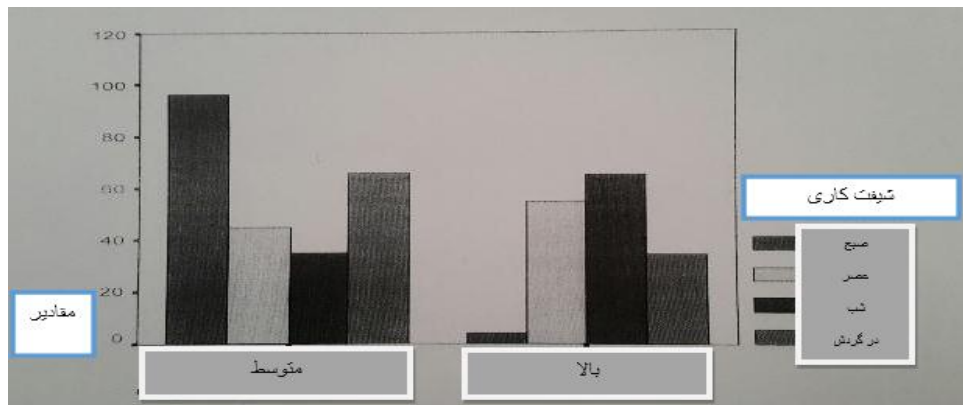 120
100
80
60
40
20
0
مقادیر
متوسط
بالا
شیفت کاری
صبح
عصر
شب
در گردش